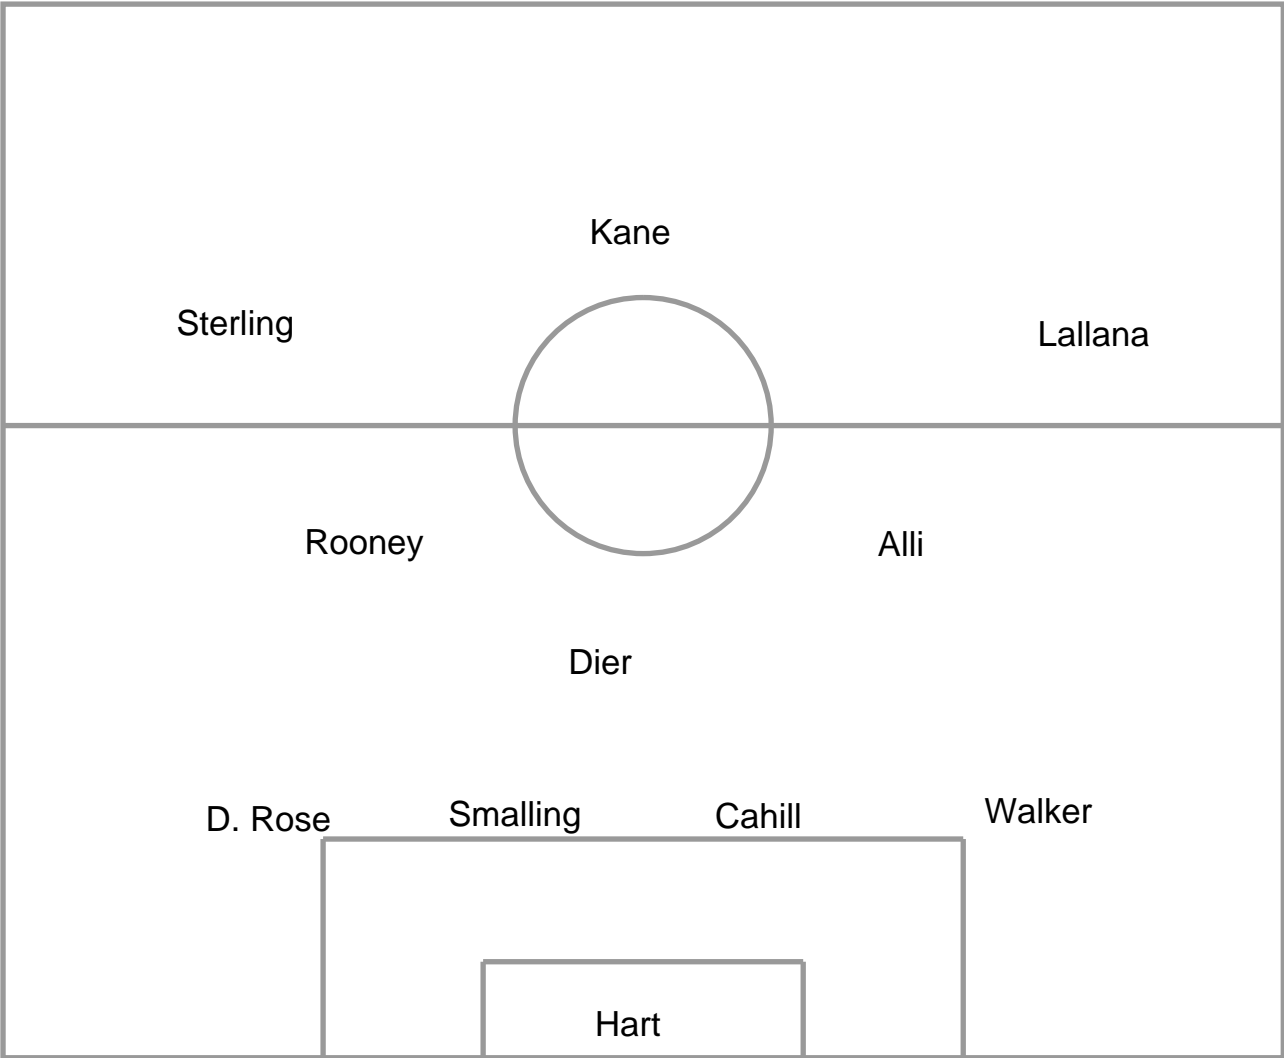 Kane
Sterling
Lallana
Rooney
Alli
Dier
D. Rose
Smalling
Cahill
Walker
Hart